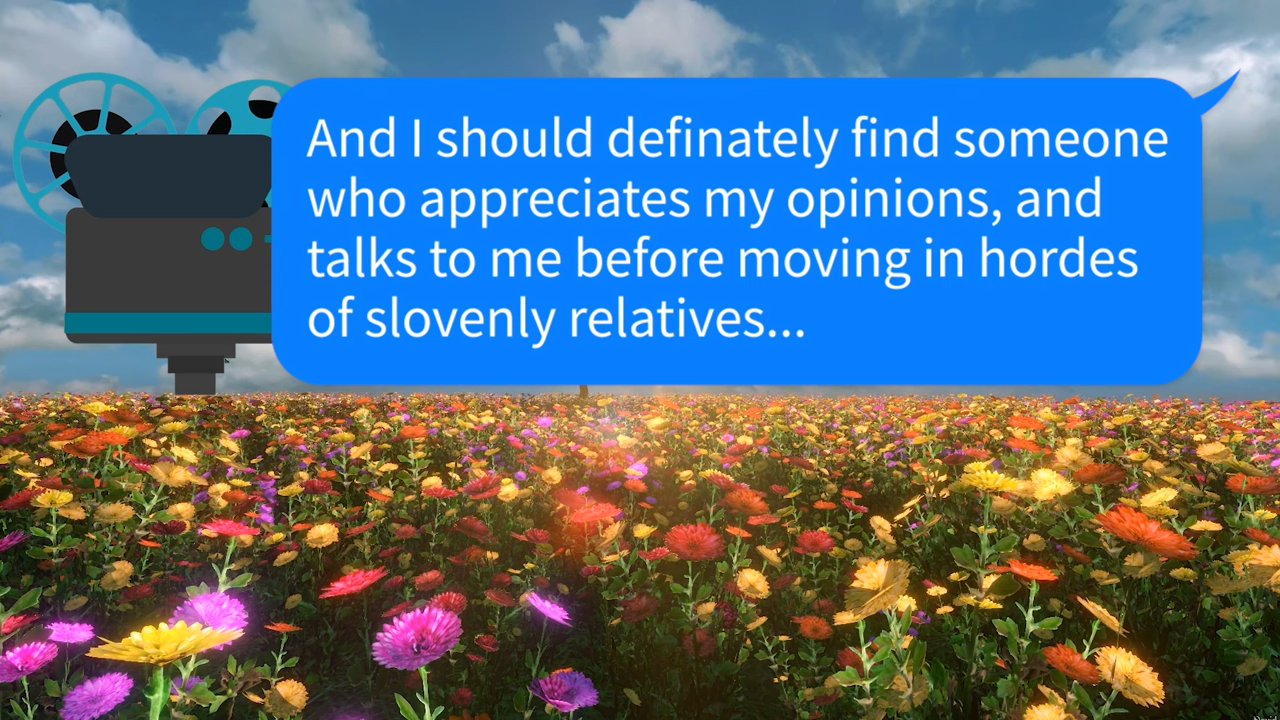 And I should definately find someone
who appreciates my opinions, and
talks to me before moving in hordes
of slovenly relatives...